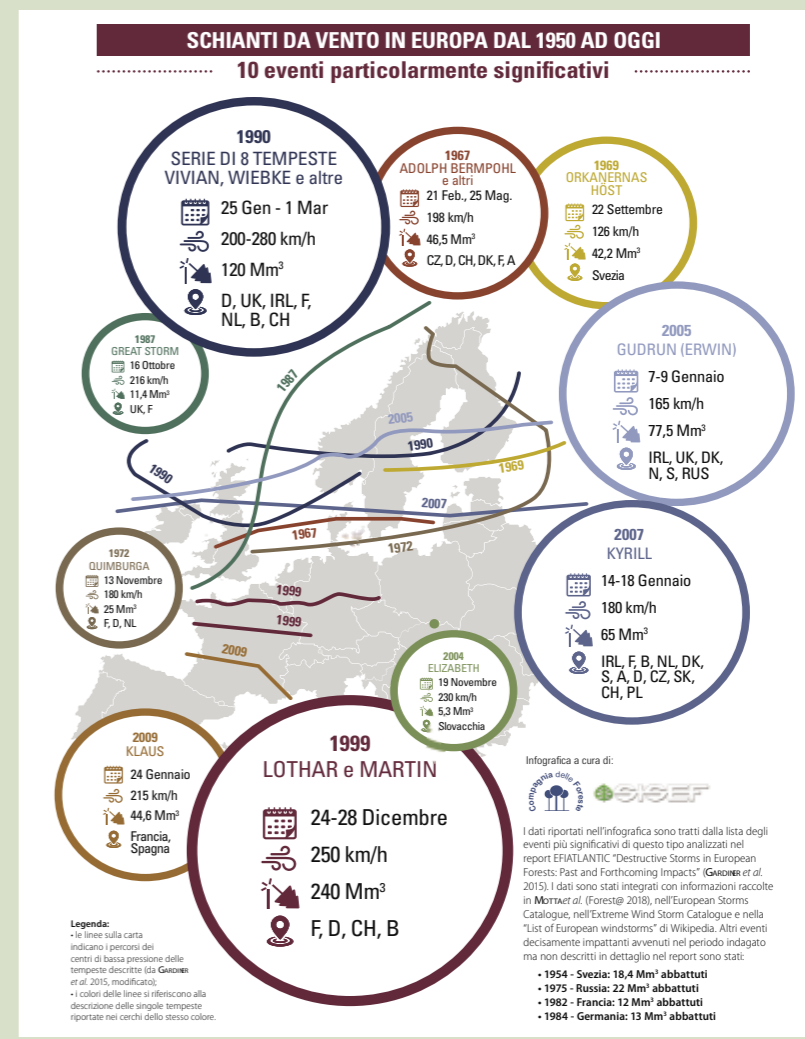 SCHIANTI DA VENTO IN EUROPA DAL 1950 AD OGGI
10 eventi particolarmente significativi
1990
SERIE DI 8 TEMPESTE
VIVIAN, WIEBKE e altre
25 Gen - 1 Mar
200-280 km/h
120 Mm³
D, UK, IRL, F,
NL, B, CH
1967
ADOLPH BERMPOHL
e altri
21 Feb., 25 Mag.
198 km/h
46,5 Mm³
CZ, D, CH, DK, F, A
1969
ORKANERNAS
HÖST
22 Settembre
126 km/h
42,2 Mm³
Svezia
1987
GREAT STORM
16 Ottobre
216 km/h
11,4 Mm³
UK, F
2005
GUDRUN (ERWIN)
7-9 Gennaio
165 km/h
77,5 Mm³
IRL, UK, DK,
N, S, RUS
1987
2005
1990
1969
1990
2007
1967
1972
1999
1999
2009
1972
QUIMBURGA
13 Novembre
180 km/h
25 Mm³
F, D, NL
2007
KYRILL
14-18 Gennaio
180 km/h
65 Mm³
IRL, F, B, NL, DK,
S, A, D, CZ, SK,
CH, PL
2004
ELIZABETH
19 Novembre
230 km/h
5,3 Mm³
Slovacchia
2009
KLAUS
24 Gennaio
215 km/h
44,6 Mm³
Francia,
Spagna
1999
LOTHAR e MARTIN
24-28 Dicembre
250 km/h
240 Mm³
F, D, CH, B
Infografica a cura di:
Compagnia delle Foreste
SISEF
I dati riportati nell'infografica sono tratti dalla lista degli
eventi più significativi di questo tipo analizzati nel
report EFIATLANTIC "Destructive Storms in European
Forests: Past and Forthcoming Impacts" (GARDINER et al.
2015). I dati sono stati integrati con informazioni raccolte
in MOTTA et al. (Forest@ 2018), nell'European Storms
Catalogue, nell'Extreme Wind Storm Catalogue e nella
"List of European windstorms" di Wikipedia. Altri eventi
decisamente impattanti avvenuti nel periodo indagato
ma non descritti in dettaglio nel report sono stati:
• 1954 - Svezia: 18,4 Mm³ abbattuti
• 1975 - Russia: 22 Mm³ abbattuti
• 1982 - Francia: 12 Mm³ abbattuti
• 1984 - Germania: 13 Mm³ abbattuti
Legenda:
- le linee sulla carta
indicano i percorsi dei
centri di bassa pressione delle
tempeste descritte (da GARDINER
et al. 2015, modificato);
- i colori delle linee si riferiscono alla
descrizione delle singole tempeste
riportate nei cerchi dello stesso colore.